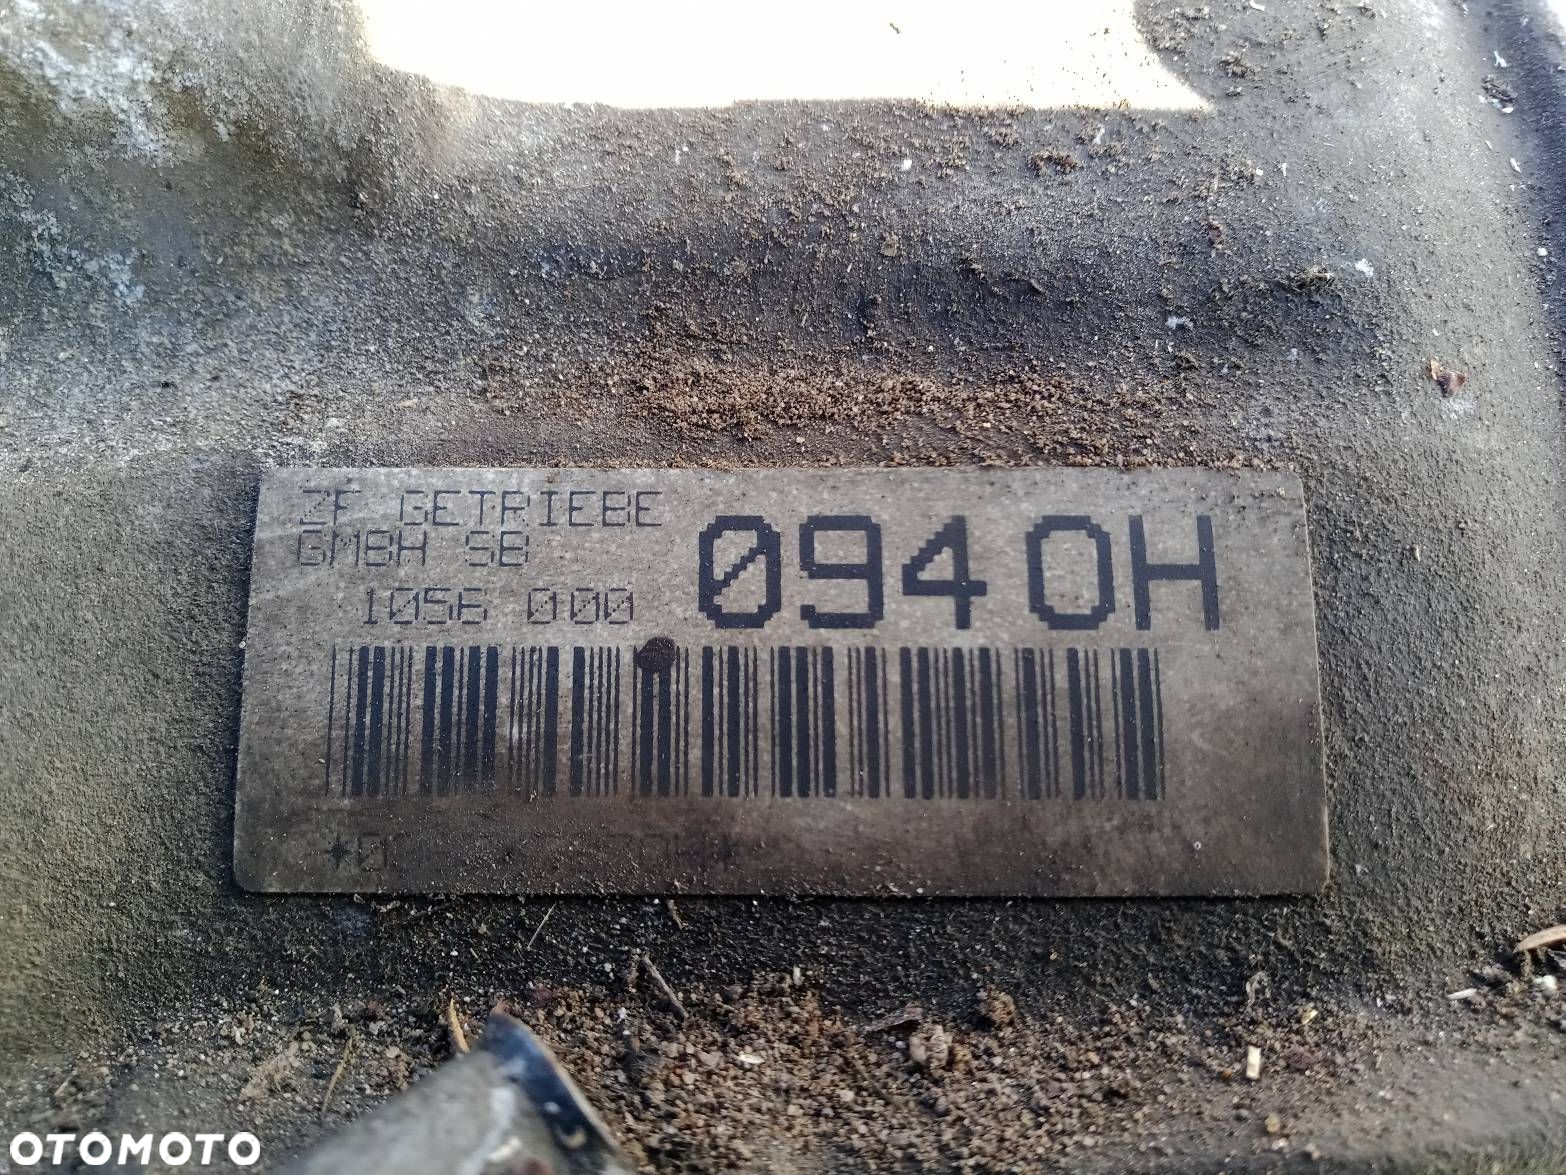 ZF GETRIEBE
GMBH SB
1056 000
0940H
OTOMOTO